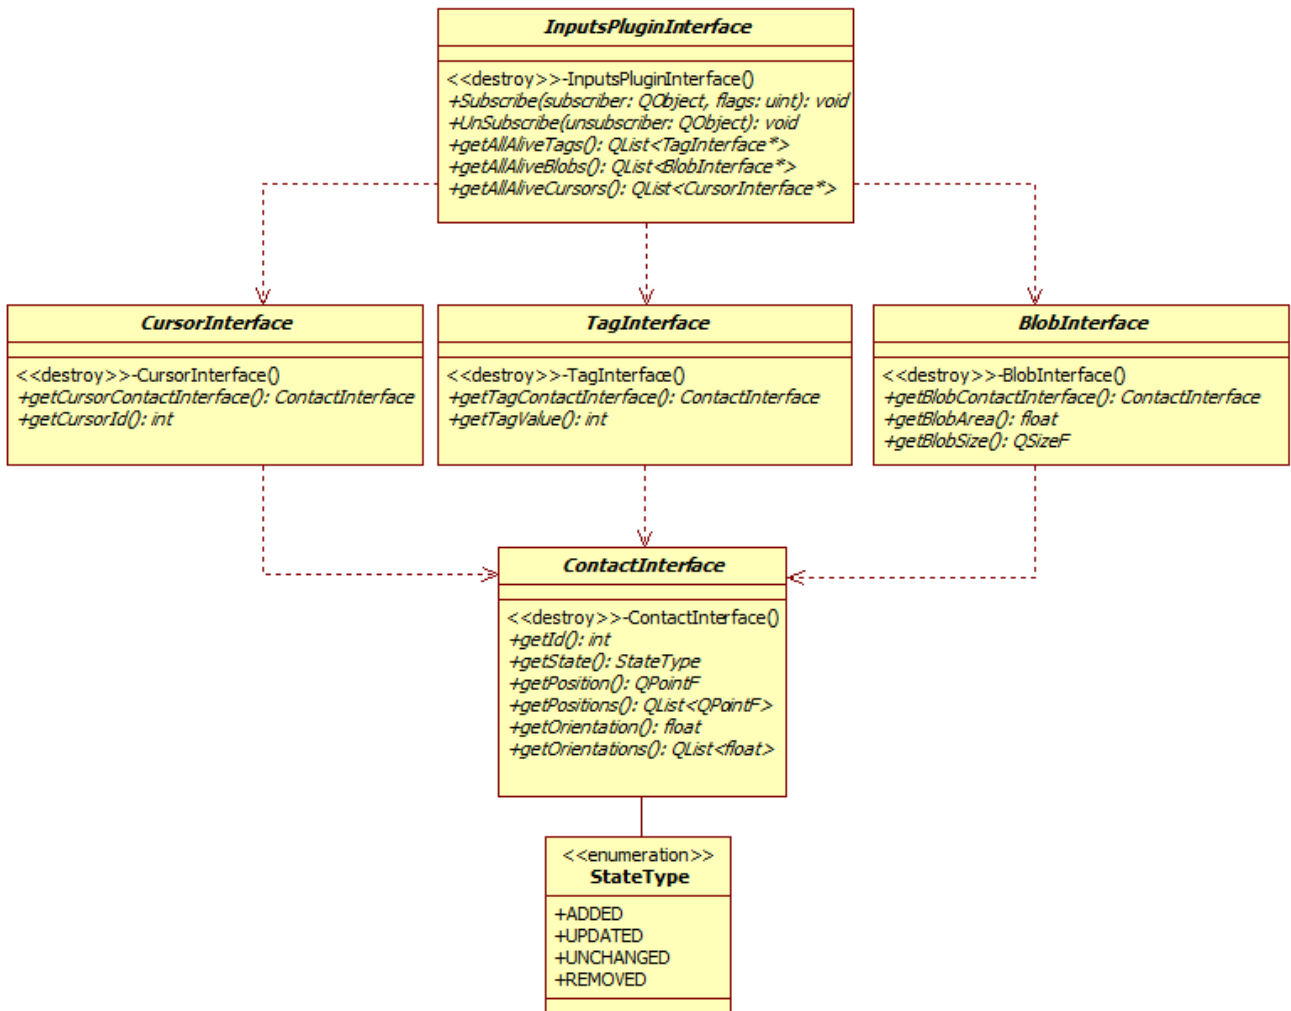 InputsPluginInterface
<<destroy>>-InputsPluginInterface()
+Subscribe(subscriber: QObject, flags: uint): void
+UnSubscribe(unsubscriber: QObject): void
+getAllAliveTags(): QList<TagInterface*>
+getAllAliveBlobs(): QList<BlobInterface*>
+getAllAliveCursors(): QList<CursorInterface*>
CursorInterface
<<destroy>>-CursorInterface()
+getCursorContactInterface(): ContactInterface
+getCursorId(): int
TagInterface
<<destroy>>-TagInterface()
+getTagContactInterface(): ContactInterface
+getTagValue(): int
BlobInterface
<<destroy>>-BlobInterface()
+getBlobContactInterface(): ContactInterface
+getBlobArea(): float
+getBlobSize(): QSizeF
ContactInterface
<<destroy>>-ContactInterface()
+getId(): int
+getState(): StateType
+getPosition(): QPointF
+getPositions(): QList<QPointF>
+getOrientation(): float
+getOrientations(): QList<float>
<<enumeration>>
StateType
+ADDED
+UPDATED
+UNCHANGED
+REMOVED